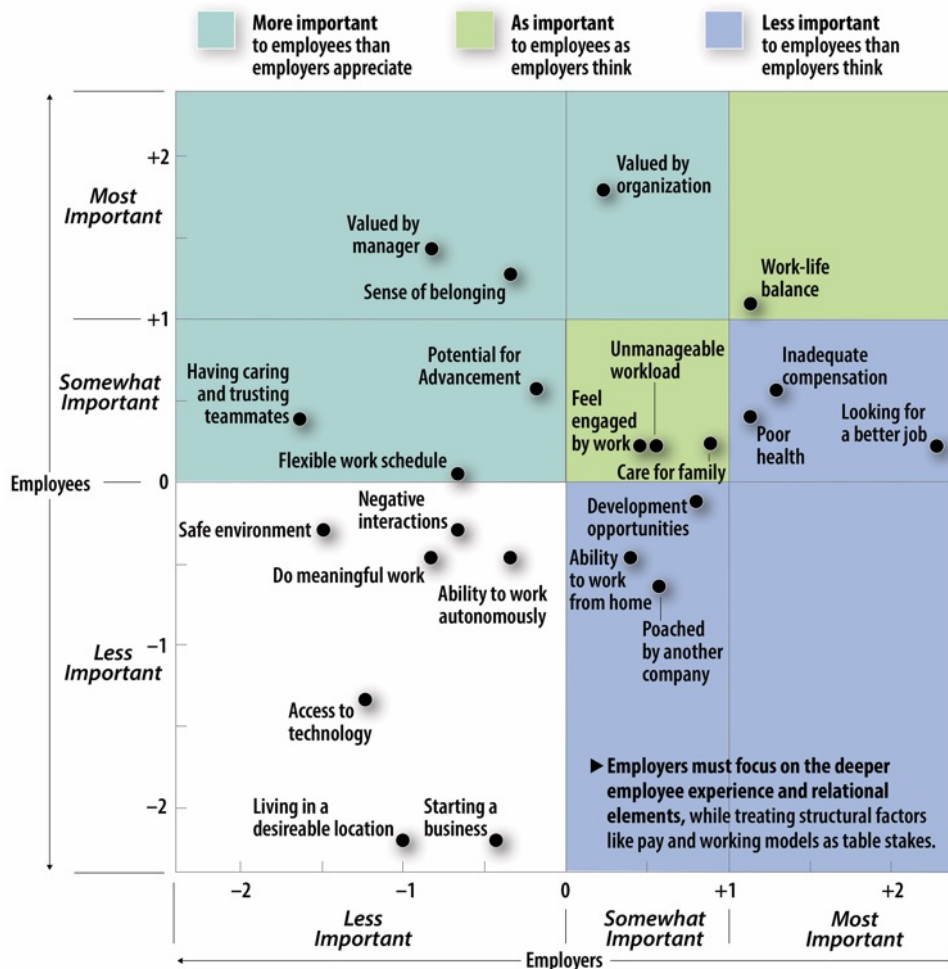 More important
to employees than
employers appreciate
As important
to employees as
employers think
Less important
to employees than
employers think
+2
Most
Important
Valued by
organization
Valued by
manager
Sense of belonging
Work-life
balance
+1
Somewhat
Important
Having caring
and trusting
teammates
Potential for
Advancement
Unmanageable
workload
Feel
engaged
by work
Care for family
Inadequate
compensation
Looking for
a better job
Poor
health
Flexible work schedule
Employees
0
Safe environment
Negative
interactions
Do meaningful work
Ability to work
autonomously
Development
opportunities
Ability
to work
from home
Poached
by another
company
−1
Less
Important
Access to
technology
Living in a
desireable location
Starting a
business
−2
▶ Employers must focus on the deeper
employee experience and relational
elements, while treating structural factors
like pay and working models as table stakes.
−2
−1
0
+1
+2
Less
Important
Somewhat
Important
Most
Important
Employers